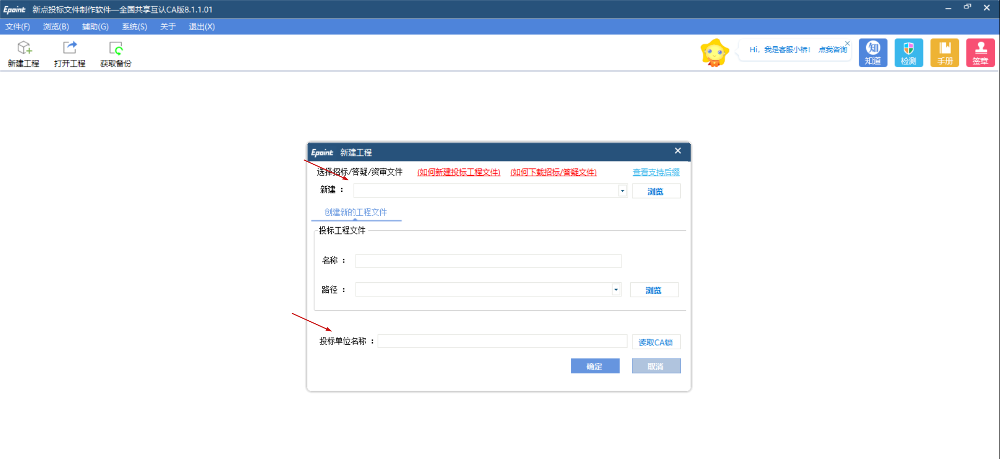 Epoint 新点投标文件制作软件—全国共享互认CA版8.1.1.01
文件(F) 浏览(B) 辅助(G) 系统(S) 关于 退出(X)
新建工程 打开工程 获取备份
Hi，我是客服小桥！ 点我咨询
知 知道 检测 手册 签章
Epoint 新建工程
选择招标/答疑/资审文件 (如何新建投标工程文件) (如何下载招标/答疑文件) 查看支持后缀
新建 ： 浏览
创建新的工程文件
投标工程文件
名称 ：
路径 ： 浏览
投标单位名称 ： 读取CA锁
确定 取消